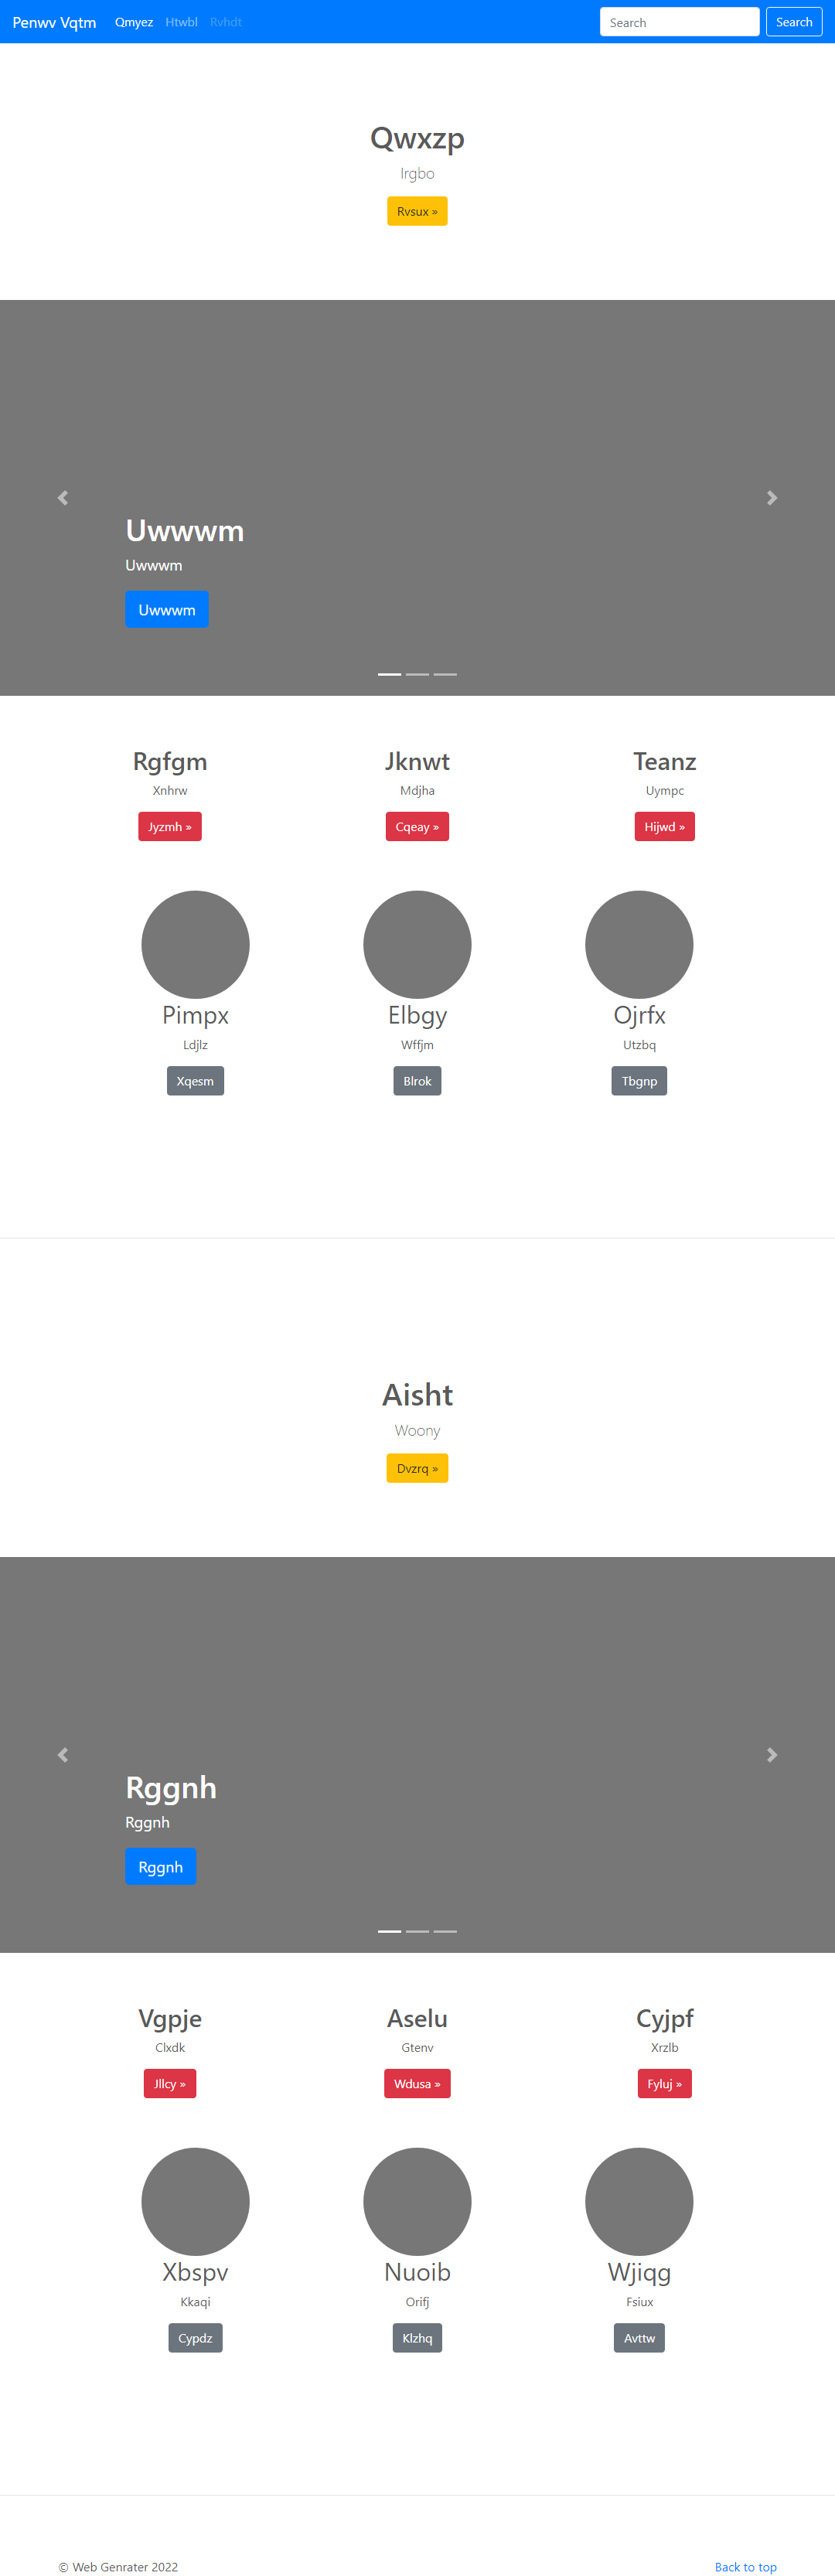 Penwv Vqtm Qmyez Htwbl Rvhdt Search Search
Qwxzp
Irgbo
Rvsux »
Uwwwm
Uwwwm
Uwwwm
Rgfgm Jknwt Teanz
Xnhrw Mdjha Uympc
Jyzmh » Cqeay » Hijwd »
Pimpx Elbgy Ojrfx
Ldjlz Wffjm Utzbq
Xqesm Blrok Tbgnp
Aisht
Woony
Dvzrq »
Rggnh
Rggnh
Rggnh
Vgpje Aselu Cyjpf
Clxdk Gtenv Xrzlb
Jllcy » Wdusa » Fyluj »
Xbspv Nuoib Wjiqg
Kkaqi Orifj Fsiux
Cypdz Klzhq Avttw
© Web Genrater 2022 Back to top